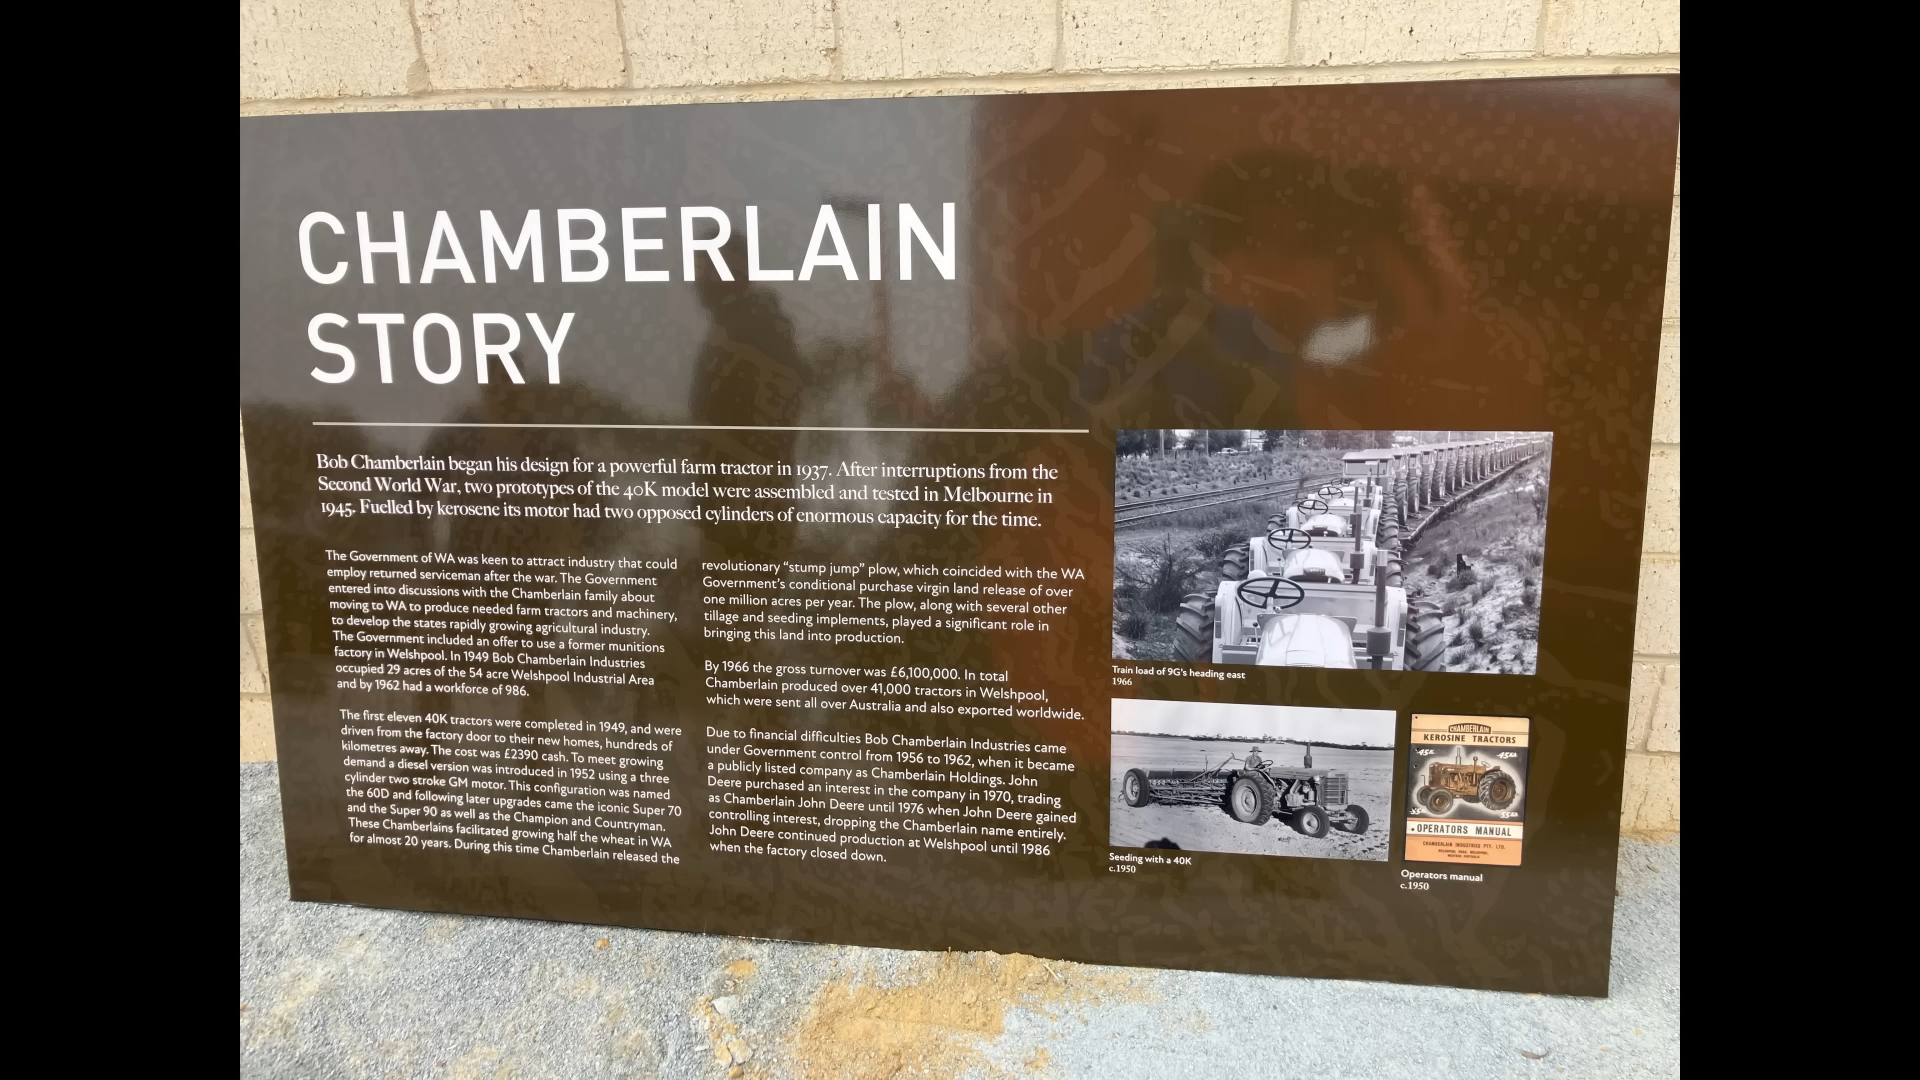 CHAMBERLAIN
STORY
Bob Chamberlain began his design for a powerful farm tractor in 1937. After interruptions from the
Second World War, two prototypes of the 40K model were assembled and tested in Melbourne in
1945. Fuelled by kerosene its motor had two opposed cylinders of enormous capacity for the time.
The Government of WA was keen to attract industry that could
employ returned serviceman after the war. The Government
entered into discussions with the Chamberlain family about
moving to WA to produce needed farm tractors and machinery,
to develop the states rapidly growing agricultural industry.
The Government included an offer to use a former munitions
factory in Welshpool. In 1949 Bob Chamberlain Industries
occupied 29 acres of the 54 acre Welshpool Industrial Area
and by 1962 had a workforce of 986.
The first eleven 40K tractors were completed in 1949, and were
driven from the factory door to their new homes, hundreds of
kilometres away. The cost was £2390 cash. To meet growing
demand a diesel version was introduced in 1952 using a three
cylinder two stroke GM motor. This configuration was named
the 60D and following later upgrades came the iconic Super 70
and the Super 90 as well as the Champion and Countryman.
These Chamberlains facilitated growing half the wheat in WA
for almost 20 years. During this time Chamberlain released the
revolutionary “stump jump” plow, which coincided with the WA
Government's conditional purchase virgin land release of over
one million acres per year. The plow, along with several other
tillage and seeding implements, played a significant role in
bringing this land into production.
By 1966 the gross turnover was £6,100,000. In total
Chamberlain produced over 41,000 tractors in Welshpool,
which were sent all over Australia and also exported worldwide.
Due to financial difficulties Bob Chamberlain Industries came
under Government control from 1956 to 1962, when it became
a publicly listed company as Chamberlain Holdings. John
Deere purchased an interest in the company in 1970, trading
as Chamberlain John Deere until 1976 when John Deere gained
controlling interest, dropping the Chamberlain name entirely.
John Deere continued production at Welshpool until 1986
when the factory closed down.
Train load of 9G's heading east
1966
Seeding with a 40K
c.1950
CHAMBERLAIN
KEROSINE TRACTORS
45K 45KA
55K 55KA
• OPERATORS MANUAL
CHAMBERLAIN INDUSTRIES PTY. LTD.
WELSHPOOL ROAD, WELSHPOOL,
WESTERN AUSTRALIA
Operators manual
c.1950